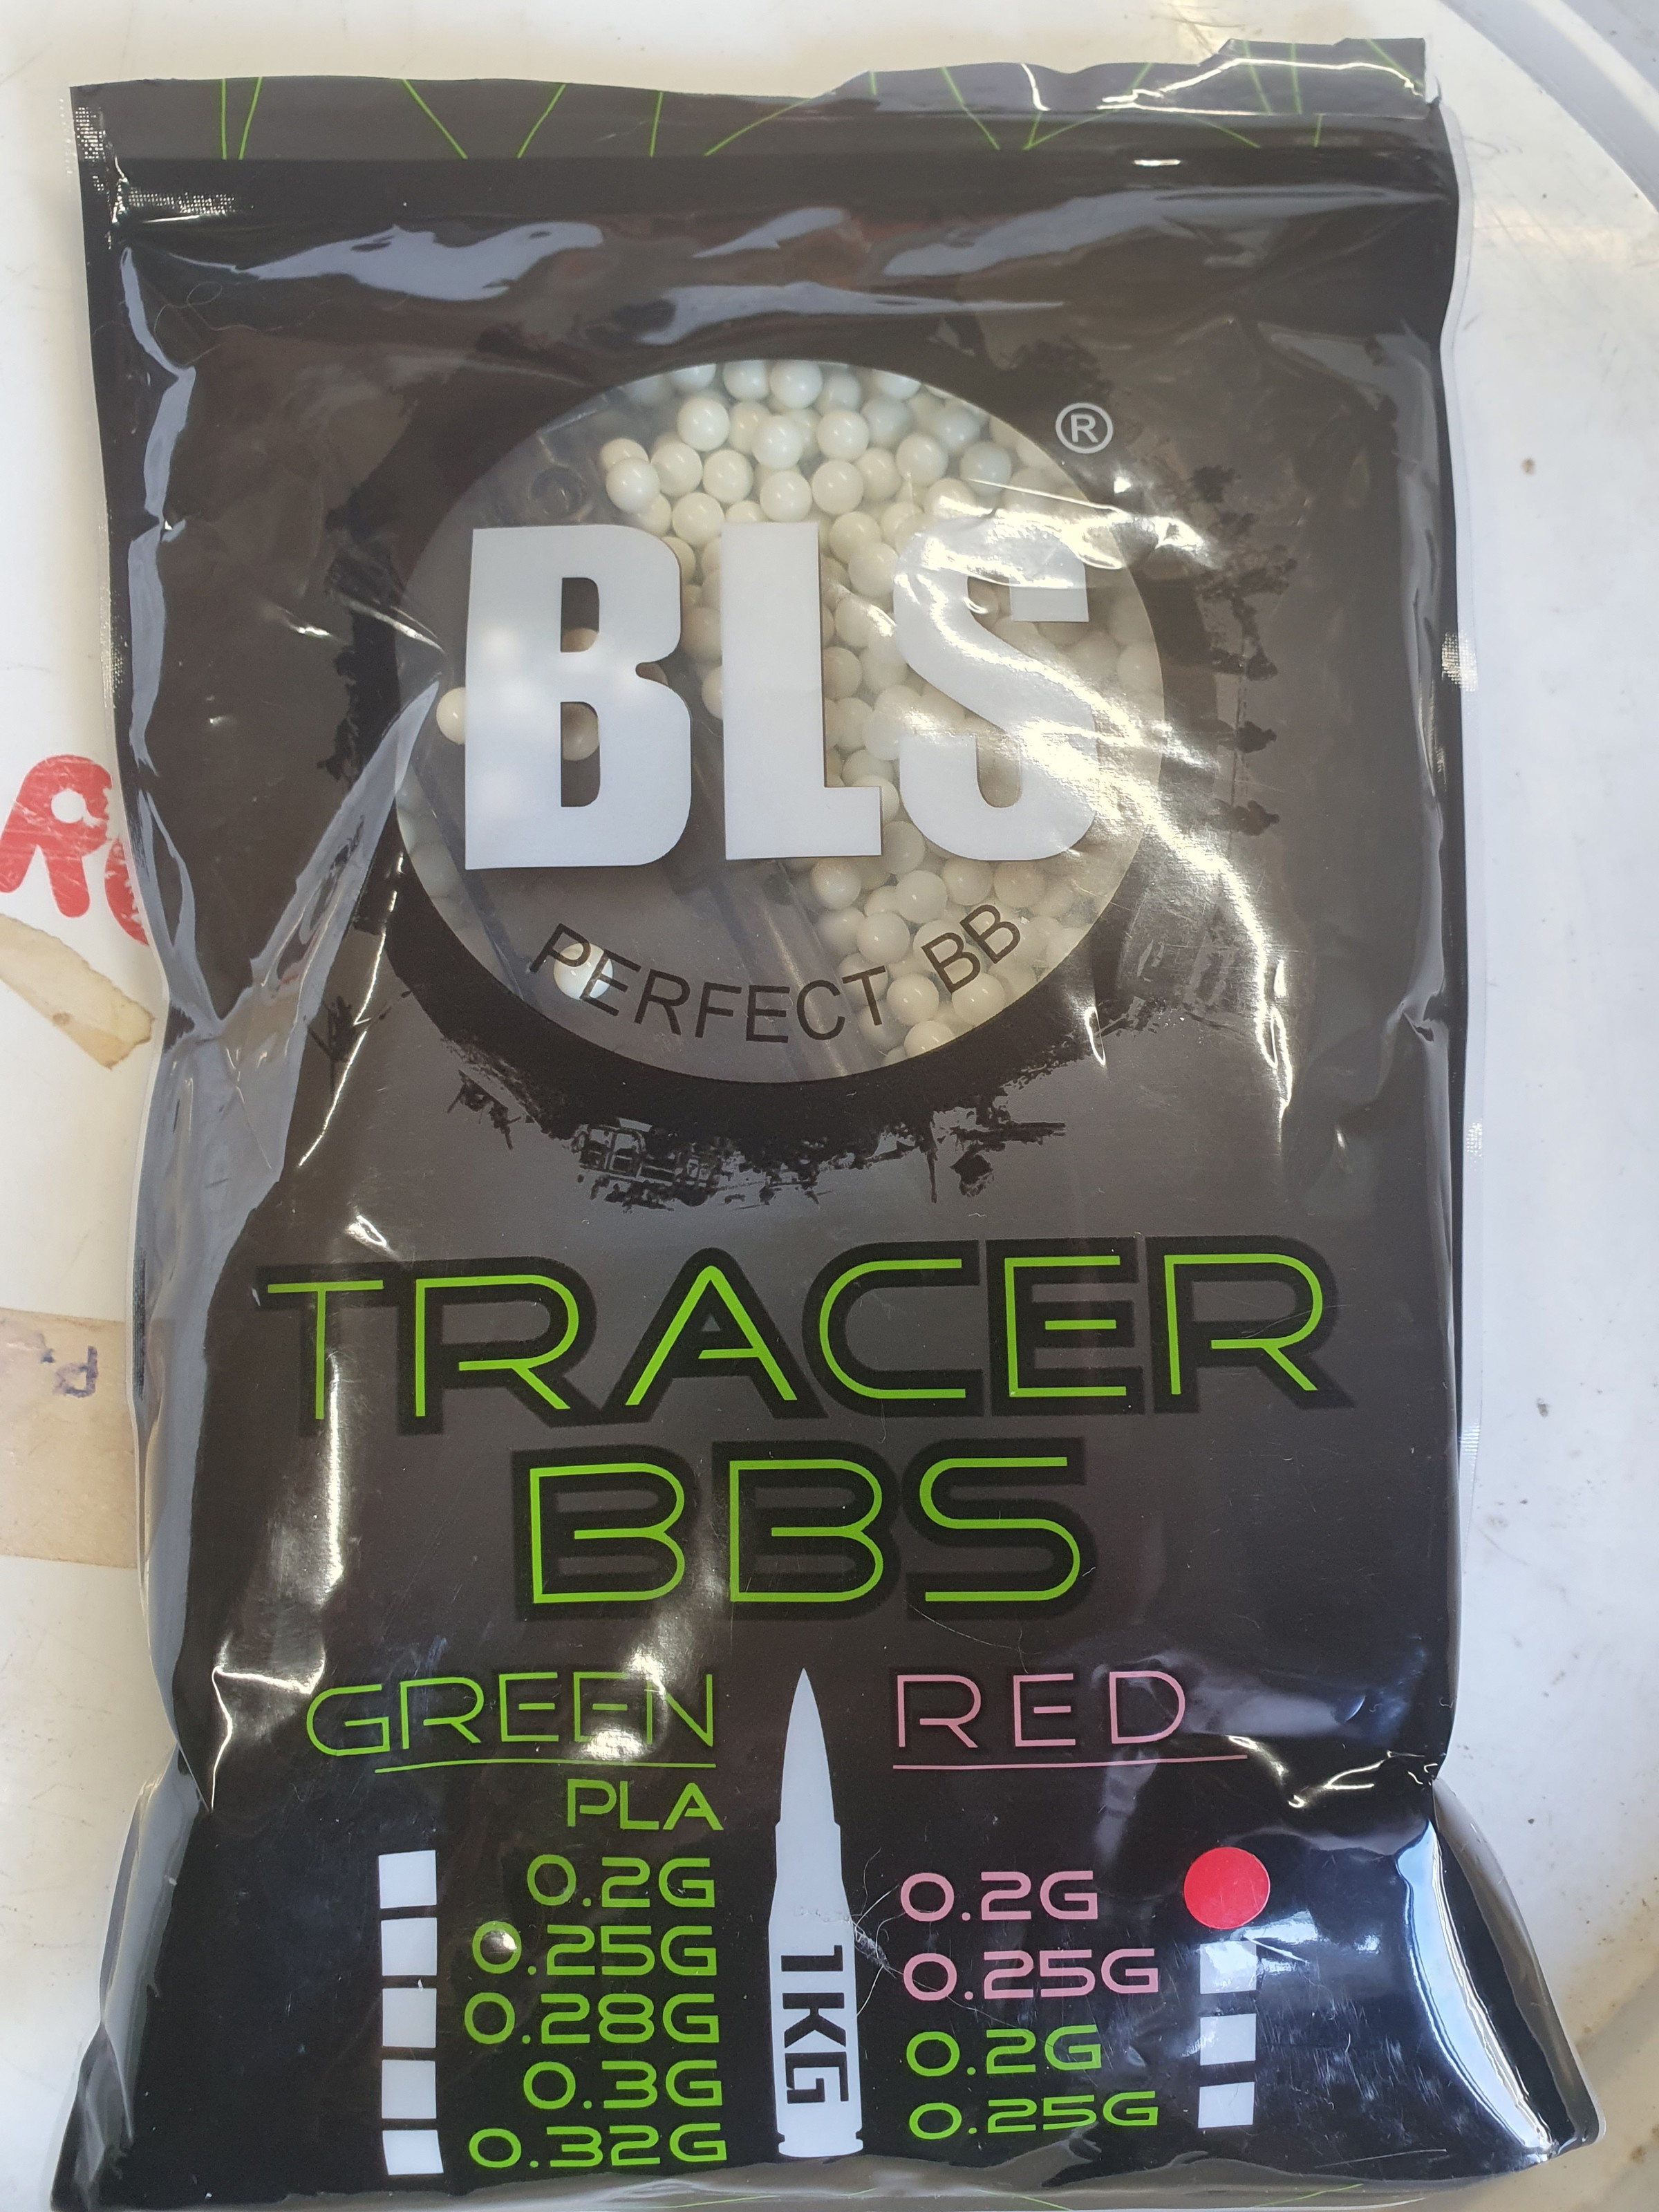 BLS
®
PERFECT BB
TRACER
BBS
GREEN
PLA
0.2G
0.25G
0.28G
0.3G
0.32G
1KG
RED
0.2G
0.25G
0.2G
0.25G